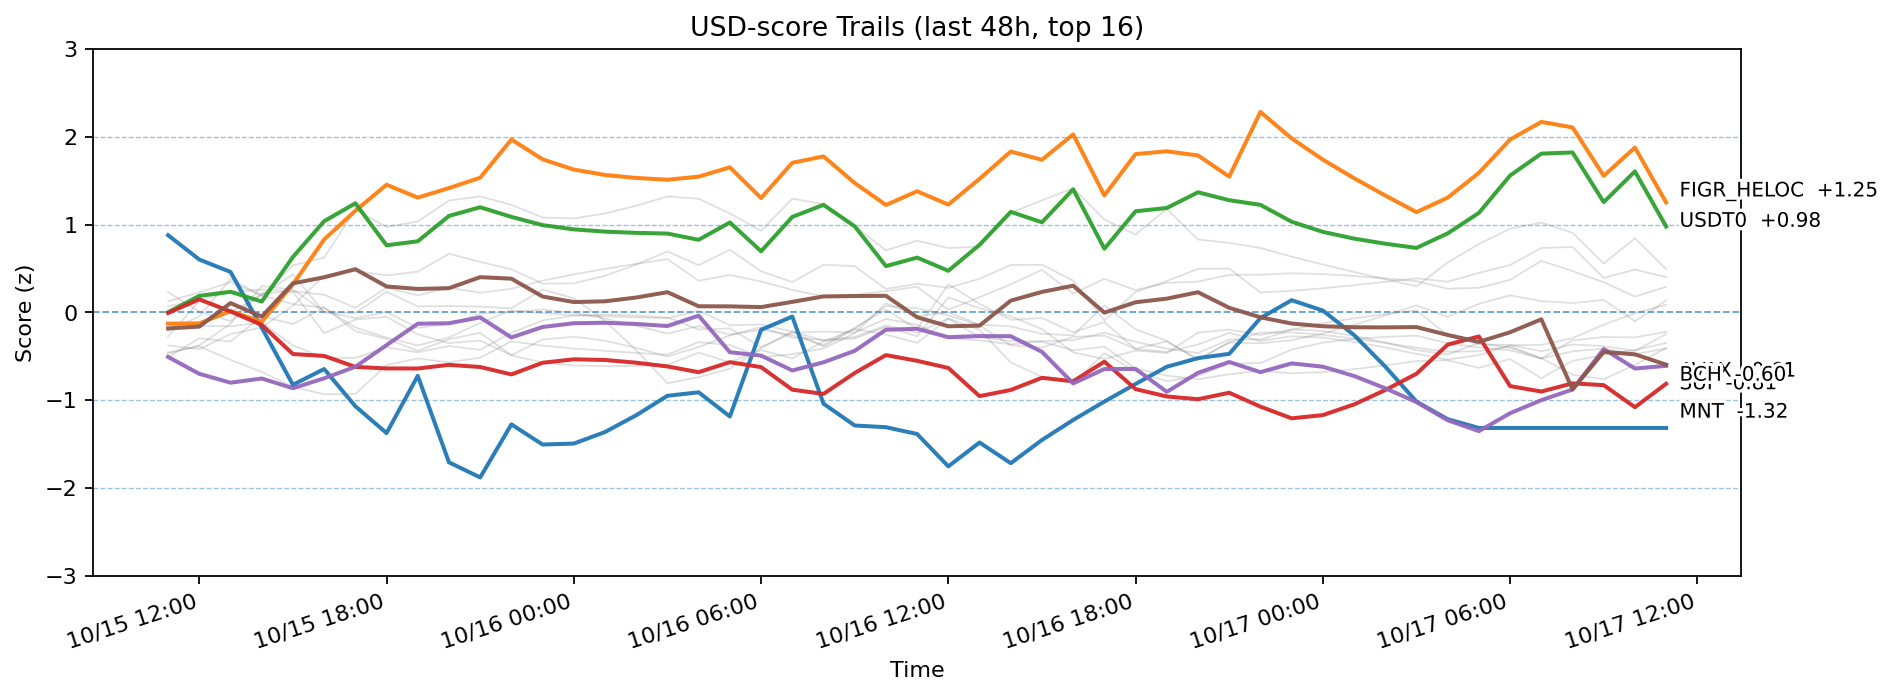 USD-score Trails (last 48h, top 16)
Score (z)
3
2
1
0
−1
−2
−3
FIGR_HELOC +1.25
USDT0 +0.98
BCH -0.60
MNT -1.32
10/15 12:00
10/15 18:00
10/16 00:00
10/16 06:00
10/16 12:00
10/16 18:00
10/17 00:00
10/17 06:00
10/17 12:00
Time